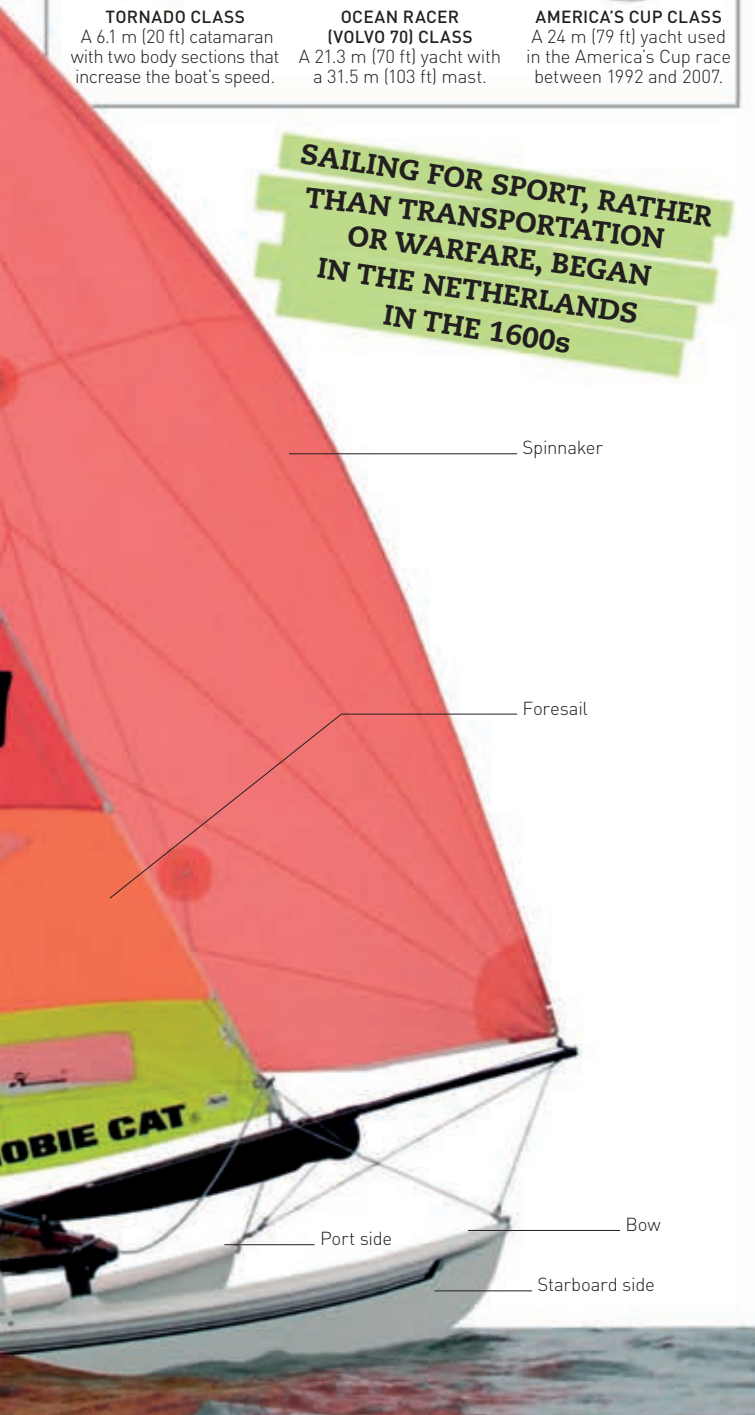 TORNADO CLASS
A 6.1 m (20 ft) catamaran
with two body sections that
increase the boat's speed.
OCEAN RACER
(VOLVO 70) CLASS
A 21.3 m (70 ft) yacht with
a 31.5 m (103 ft) mast.
AMERICA'S CUP CLASS
A 24 m (79 ft) yacht used
in the America's Cup race
between 1992 and 2007.
SAILING FOR SPORT, RATHER
THAN TRANSPORTATION
OR WARFARE, BEGAN
IN THE NETHERLANDS
IN THE 1600s
Spinnaker
Foresail
OBIE CAT
Port side
Bow
Starboard side